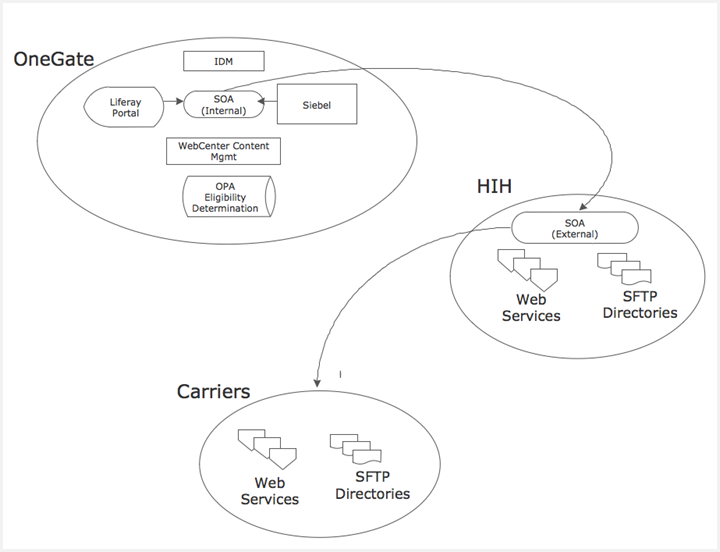 OneGate
IDM
Liferay
Portal
SOA
(Internal)
Siebel
WebCenter Content
Mgmt
OPA
Eligibility
Determination
HIH
SOA
(External)
Web
Services
SFTP
Directories
Carriers
Web
Services
SFTP
Directories